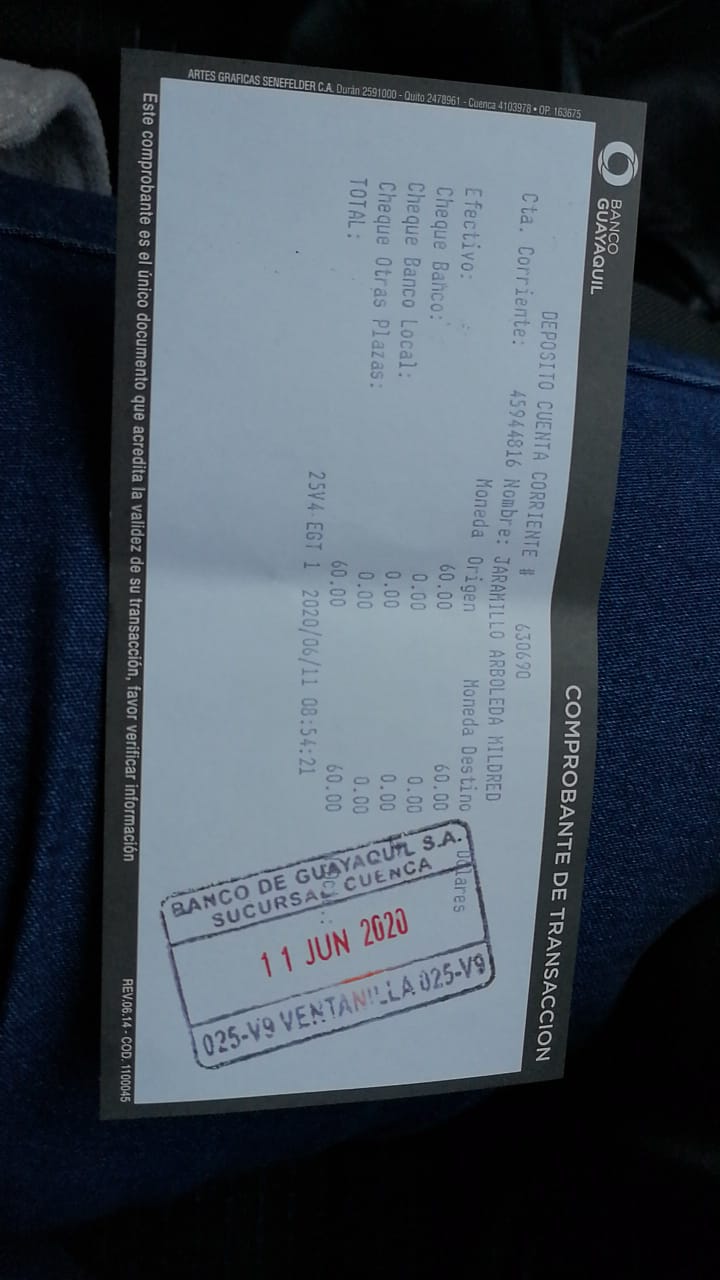 ARTES GRAFICAS SENEFELDER C.A. Durán 2591000 - Quito 2478961 - Cuenca 4103978 • OP. 163675
BANCO
GUAYAQUIL
COMPROBANTE DE TRANSACCION
DEPOSITO CUENTA CORRIENTE # 630690
Cta. Corriente: 45944816 Nombre: JARAMILLO ARBOLEDA MILDRED
Moneda Origen Moneda Destino Dolares
Efectivo: 60.00 60.00
Cheque Banco: 0.00 0.00
Cheque Banco Local: 0.00 0.00
Cheque Otras Plazas: 0.00 0.00
TOTAL: 60.00 60.00
25V4 EGT 1 2020/06/11 08:54:21
BANCO DE GUAYAQUIL S.A.
SUCURSAL CUENCA
11 JUN 2020
025-V9 VENTANILLA 025-V9
Este comprobante es el único documento que acredita la validez de su transacción, favor verificar información
REV.06.14 - COD. 1100045